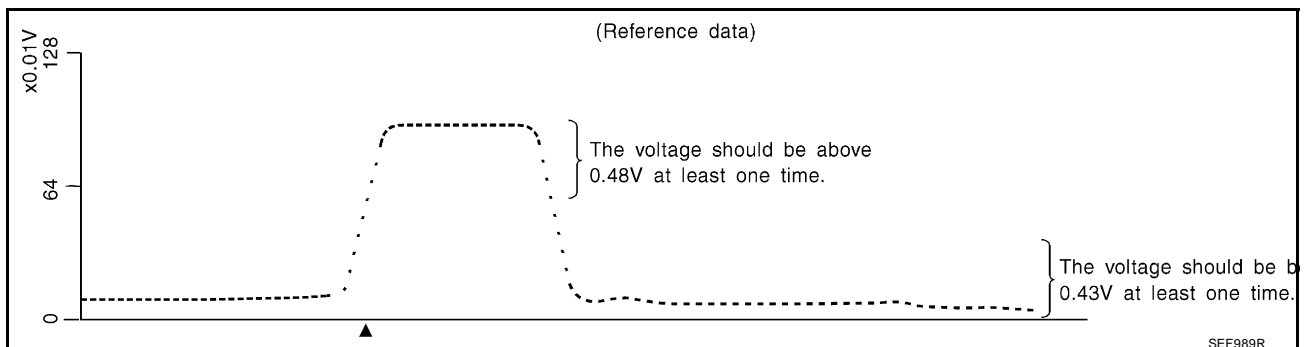 (Reference data)
x0.01V
128
64
0
The voltage should be above
0.48V at least one time.
The voltage should be
0.43V at least one time.
SEF989R